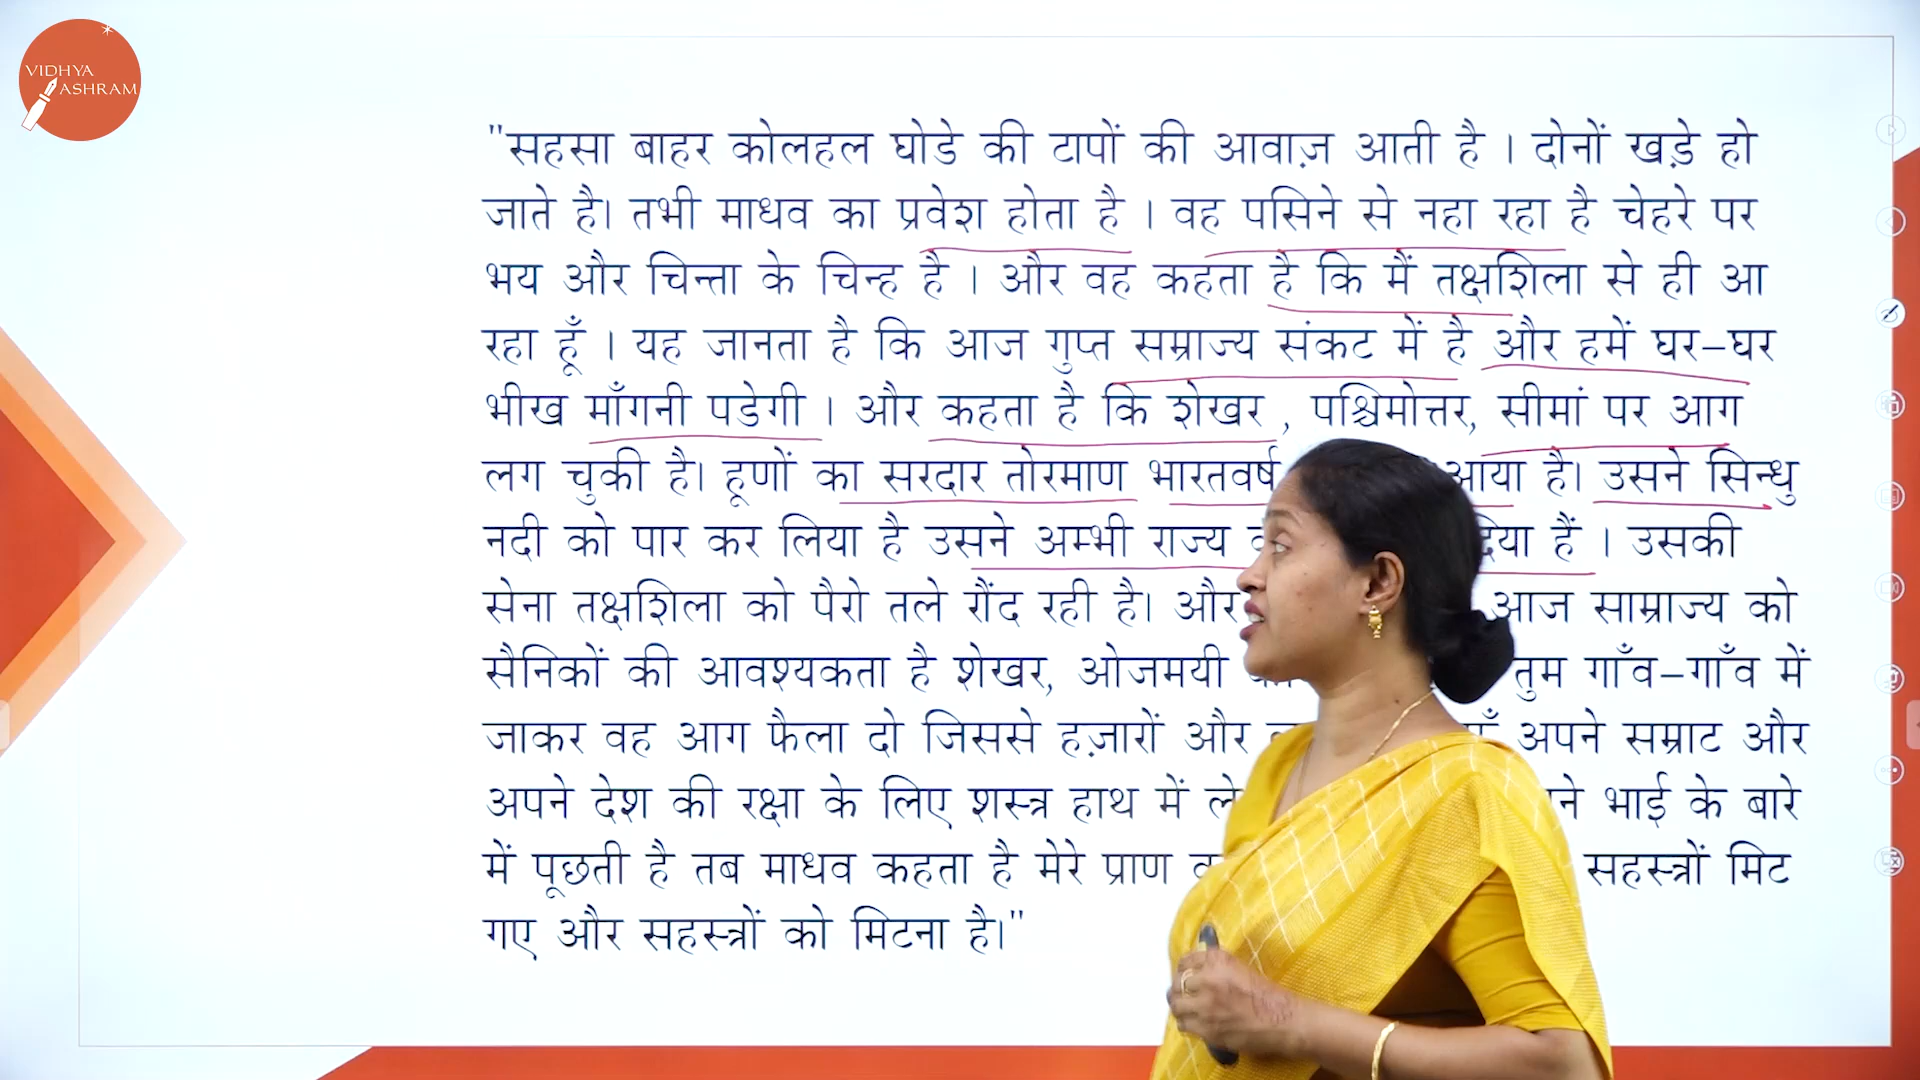 VIDHYA
ASHRAM
"सहसा बाहर कोलहल घोडे की टापों की आवाज़ आती है । दोनों खड़े हो
जाते है। तभी माधव का प्रवेश होता है । वह पसिने से नहा रहा है चेहरे पर
भय और चिन्ता के चिन्ह है । और वह कहता है कि मैं तक्षशिला से ही आ
रहा हूँ । यह जानता है कि आज गुप्त सम्राज्य संकट में है और हमें घर–घर
भीख माँगनी पडेगी । और कहता है कि शेखर , पश्चिमोत्तर, सीमां पर आग
लग चुकी है। हूणों का सरदार तोरमाण भारतवर्ष आया है। उसने सिन्धु
नदी को पार कर लिया है उसने अम्भी राज्य दिया हैं । उसकी
सेना तक्षशिला को पैरो तले रौंद रही है। और आज साम्राज्य को
सैनिकों की आवश्यकता है शेखर, ओजमयी तुम गाँव–गाँव में
जाकर वह आग फैला दो जिससे हज़ारों और अपने सम्राट और
अपने देश की रक्षा के लिए शस्त्र हाथ में भाई के बारे
में पूछती है तब माधव कहता है मेरे प्राण सहस्त्रों मिट
गए और सहस्त्रों को मिटना है।"